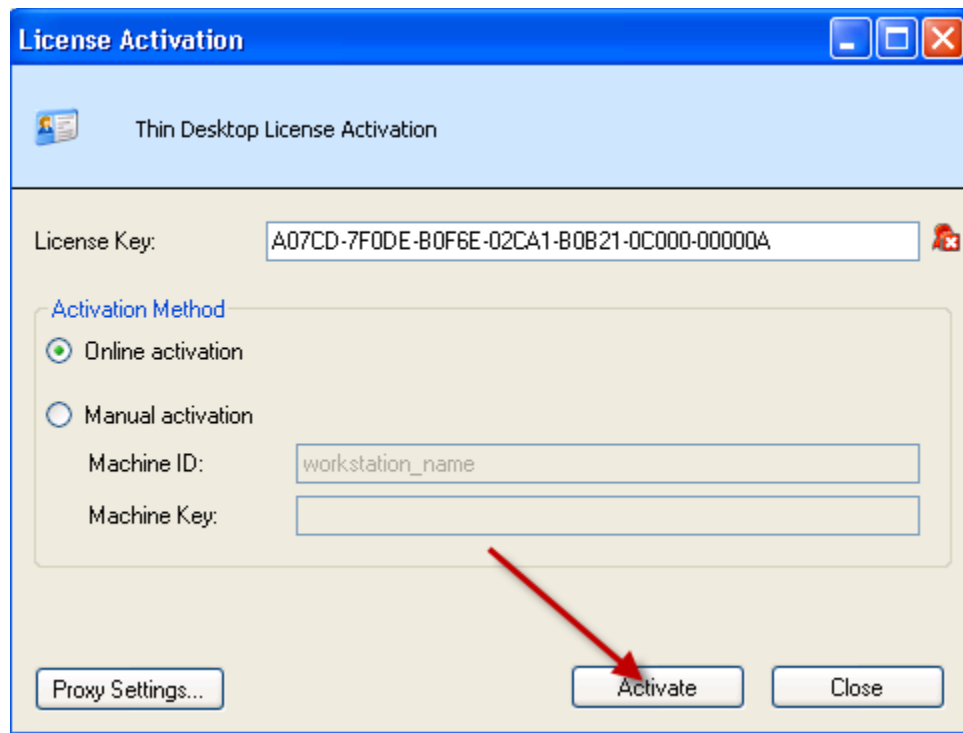 License Activation
Thin Desktop License Activation
License Key: A07CD-7F0DE-B0F6E-02CA1-B0B21-0C000-00000A
Activation Method
Online activation
Manual activation
Machine ID: workstation_name
Machine Key:
Proxy Settings... Activate Close